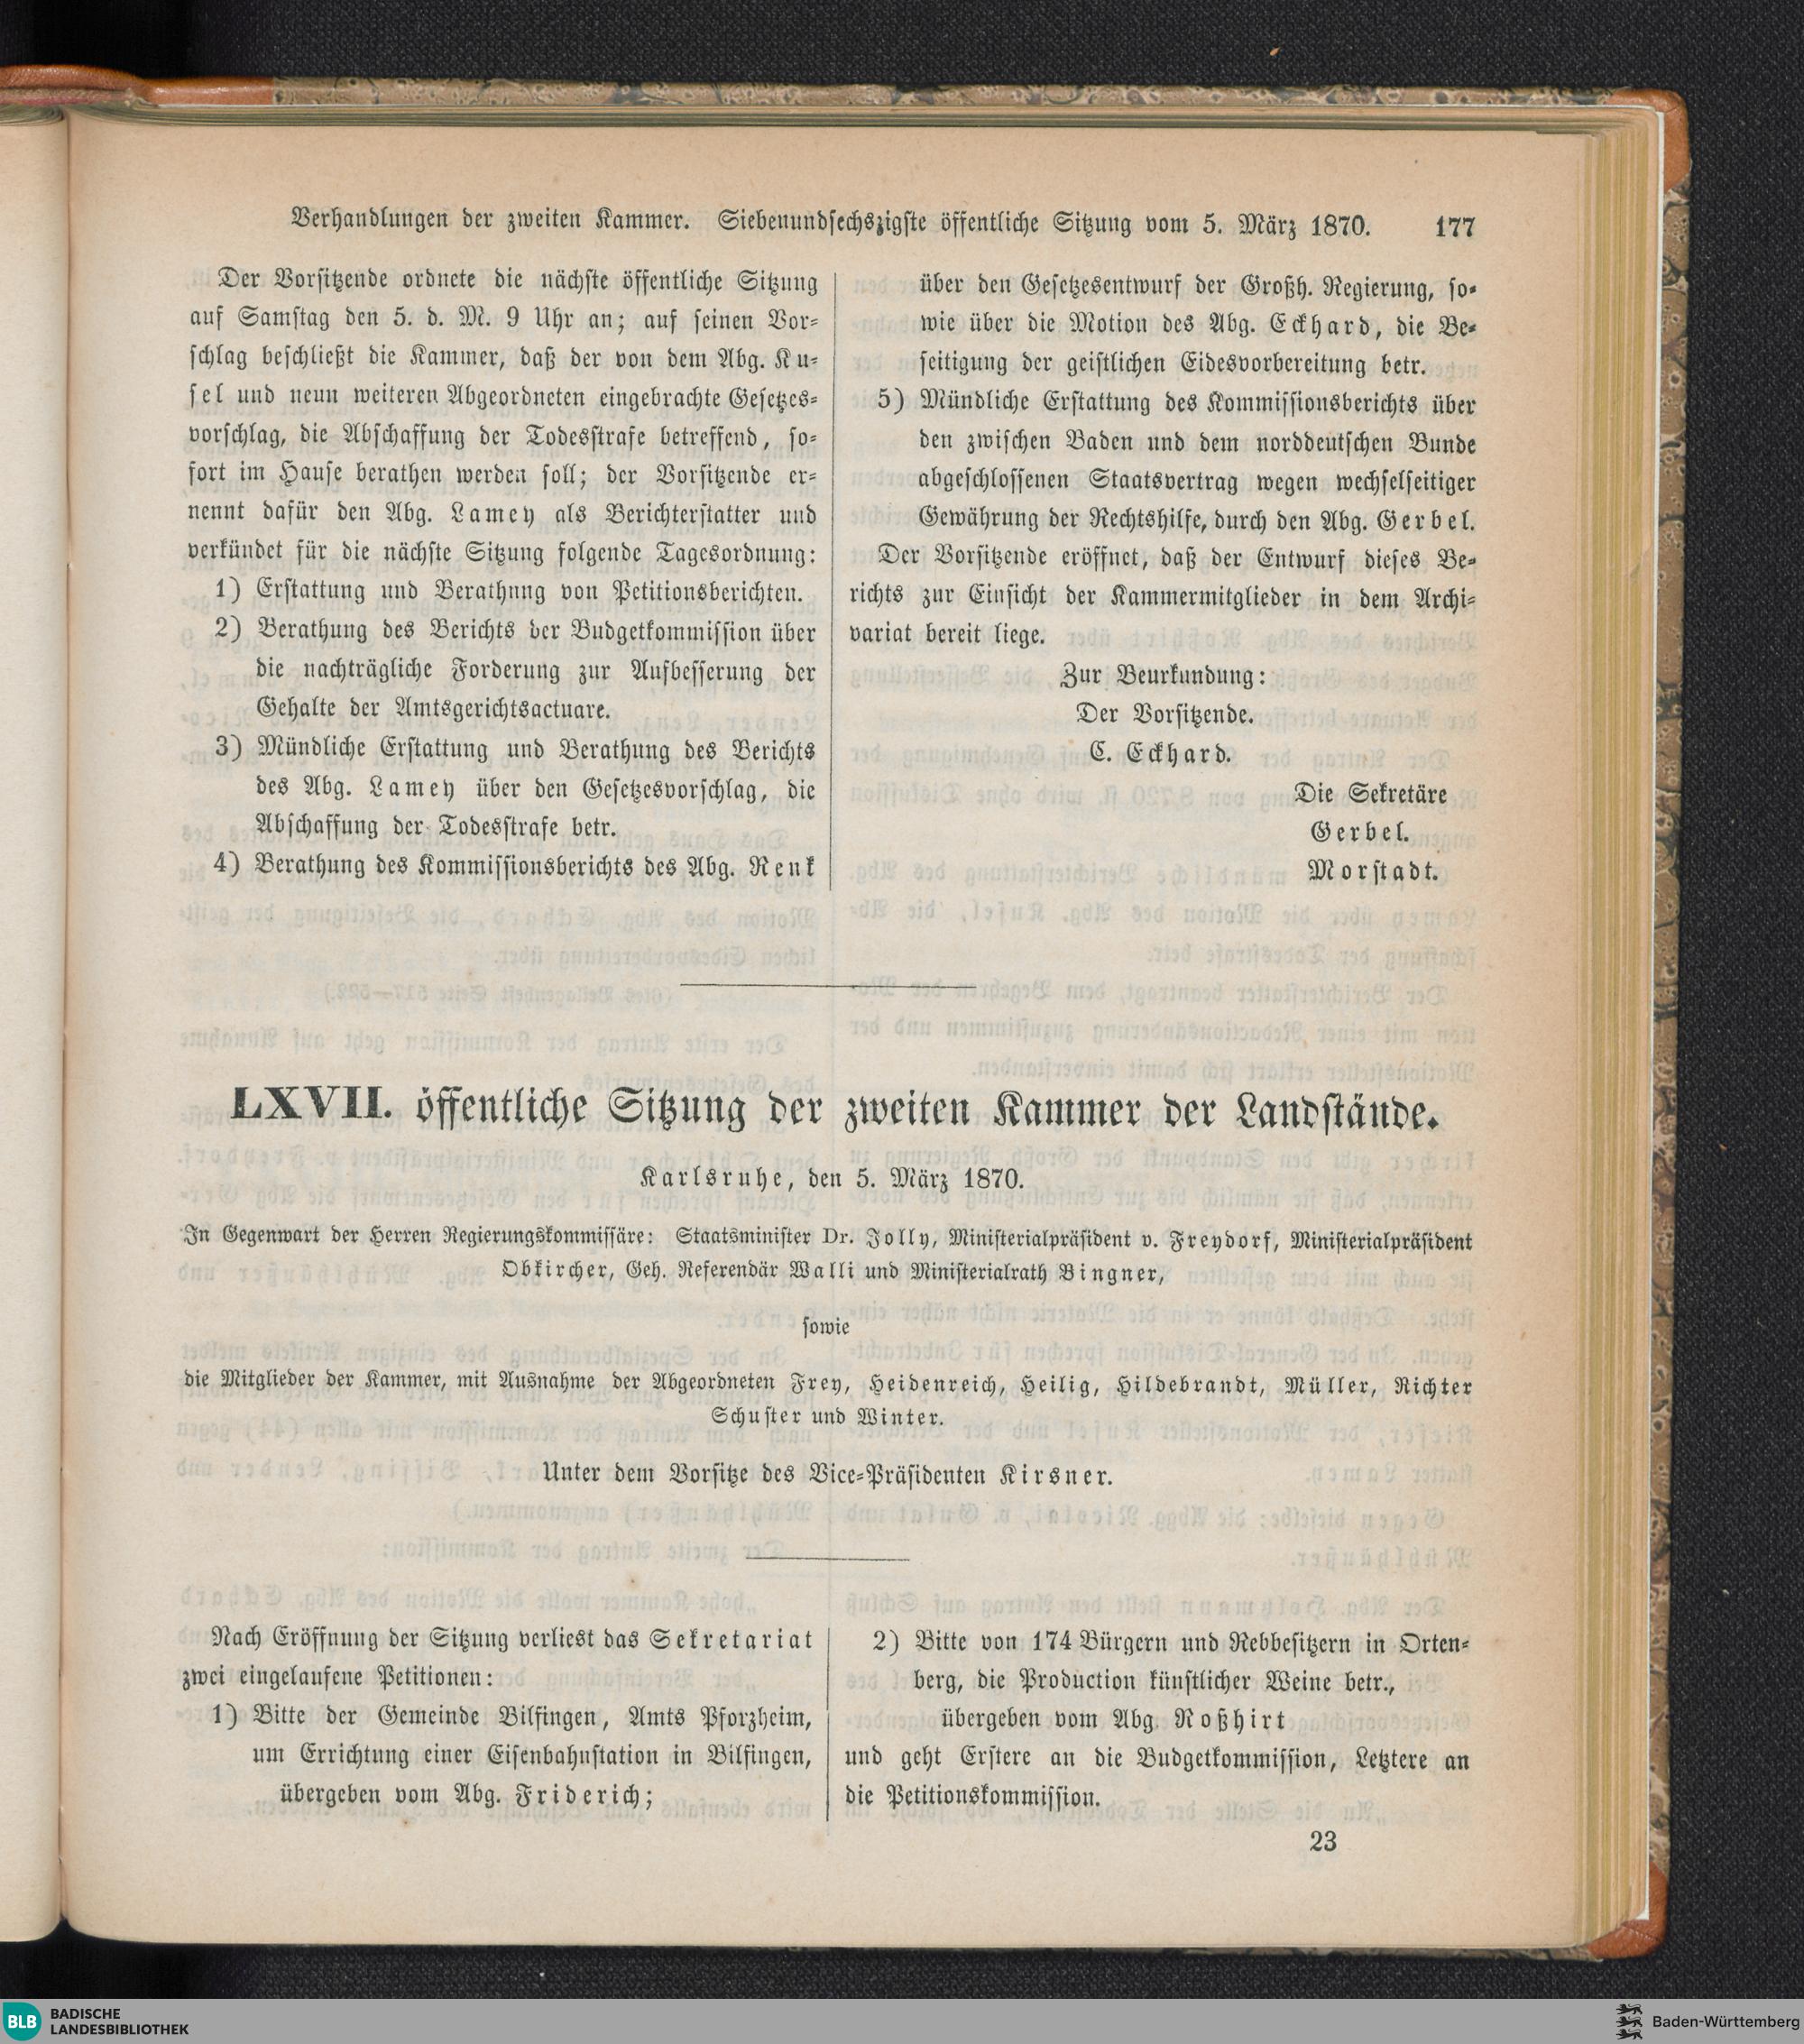 Verhandlungen der zweiten Kammer. Siebenundsechszigste öffentliche Sitzung vom 5. März 1870. 177
Der Vorsitzende ordnete die nächste öffentliche Sitzung
auf Samstag den 5. d. M. 9 Uhr an; auf seinen Vor-
schlag beschließt die Kammer, daß der von dem Abg. Ku-
sel und neun weiteren Abgeordneten eingebrachte Gesetzes-
vorschlag, die Abschaffung der Todesstrafe betreffend, so-
fort im Hause berathen werden soll; der Vorsitzende er-
nennt dafür den Abg. Lamey als Berichterstatter und
verkündet für die nächste Sitzung folgende Tagesordnung:
1) Erstattung und Berathung von Petitionsberichten.
2) Berathung des Berichts der Budgetkommission über
die nachträgliche Forderung zur Aufbesserung der
Gehalte der Amtsgerichtsactuare.
3) Mündliche Erstattung und Berathung des Berichts
des Abg. Lamey über den Gesetzesvorschlag, die
Abschaffung der Todesstrafe betr.
4) Berathung des Kommissionsberichts des Abg. Renk
über den Gesetzesentwurf der Großh. Regierung, so-
wie über die Motion des Abg. Eckhard, die Be-
seitigung der geistlichen Eidesvorbereitung betr.
5) Mündliche Erstattung des Kommissionsberichts über
den zwischen Baden und dem norddeutschen Bunde
abgeschlossenen Staatsvertrag wegen wechselseitiger
Gewährung der Rechtshilfe, durch den Abg. Gerbel.
Der Vorsitzende eröffnet, daß der Entwurf dieses Be-
richts zur Einsicht der Kammermitglieder in dem Archi-
variat bereit liege.
Zur Beurkundung:
Der Vorsitzende.
C. Eckhard.
Die Sekretäre
Gerbel.
Morstadt.
LXVII. öffentliche Sitzung der zweiten Kammer der Landstände.
Karlsruhe, den 5. März 1870.
In Gegenwart der Herren Regierungskommissäre: Staatsminister Dr. Jolly, Ministerialpräsident v. Freydorf, Ministerialpräsident
Obkircher, Geh. Referendär Walli und Ministerialrath Bingner,
sowie
die Mitglieder der Kammer, mit Ausnahme der Abgeordneten Frey, Heidenreich, Heilig, Hildebrandt, Müller, Richter
Schuster und Winter.
Unter dem Vorsitze des Vice-Präsidenten Kirsner.
Nach Eröffnung der Sitzung verliest das Sekretariat
zwei eingelaufene Petitionen:
1) Bitte der Gemeinde Bilfingen, Amts Pforzheim,
um Errichtung einer Eisenbahnstation in Bilfingen,
übergeben vom Abg. Friderich;
2) Bitte von 174 Bürgern und Rebbesitzern in Orten-
berg, die Production künstlicher Weine betr.,
übergeben vom Abg. Roßhirt
und geht Erstere an die Budgetkommission, Letztere an
die Petitionskommission.
23
BLB BADISCHE
LANDESBIBLIOTHEK
Baden-Württemberg